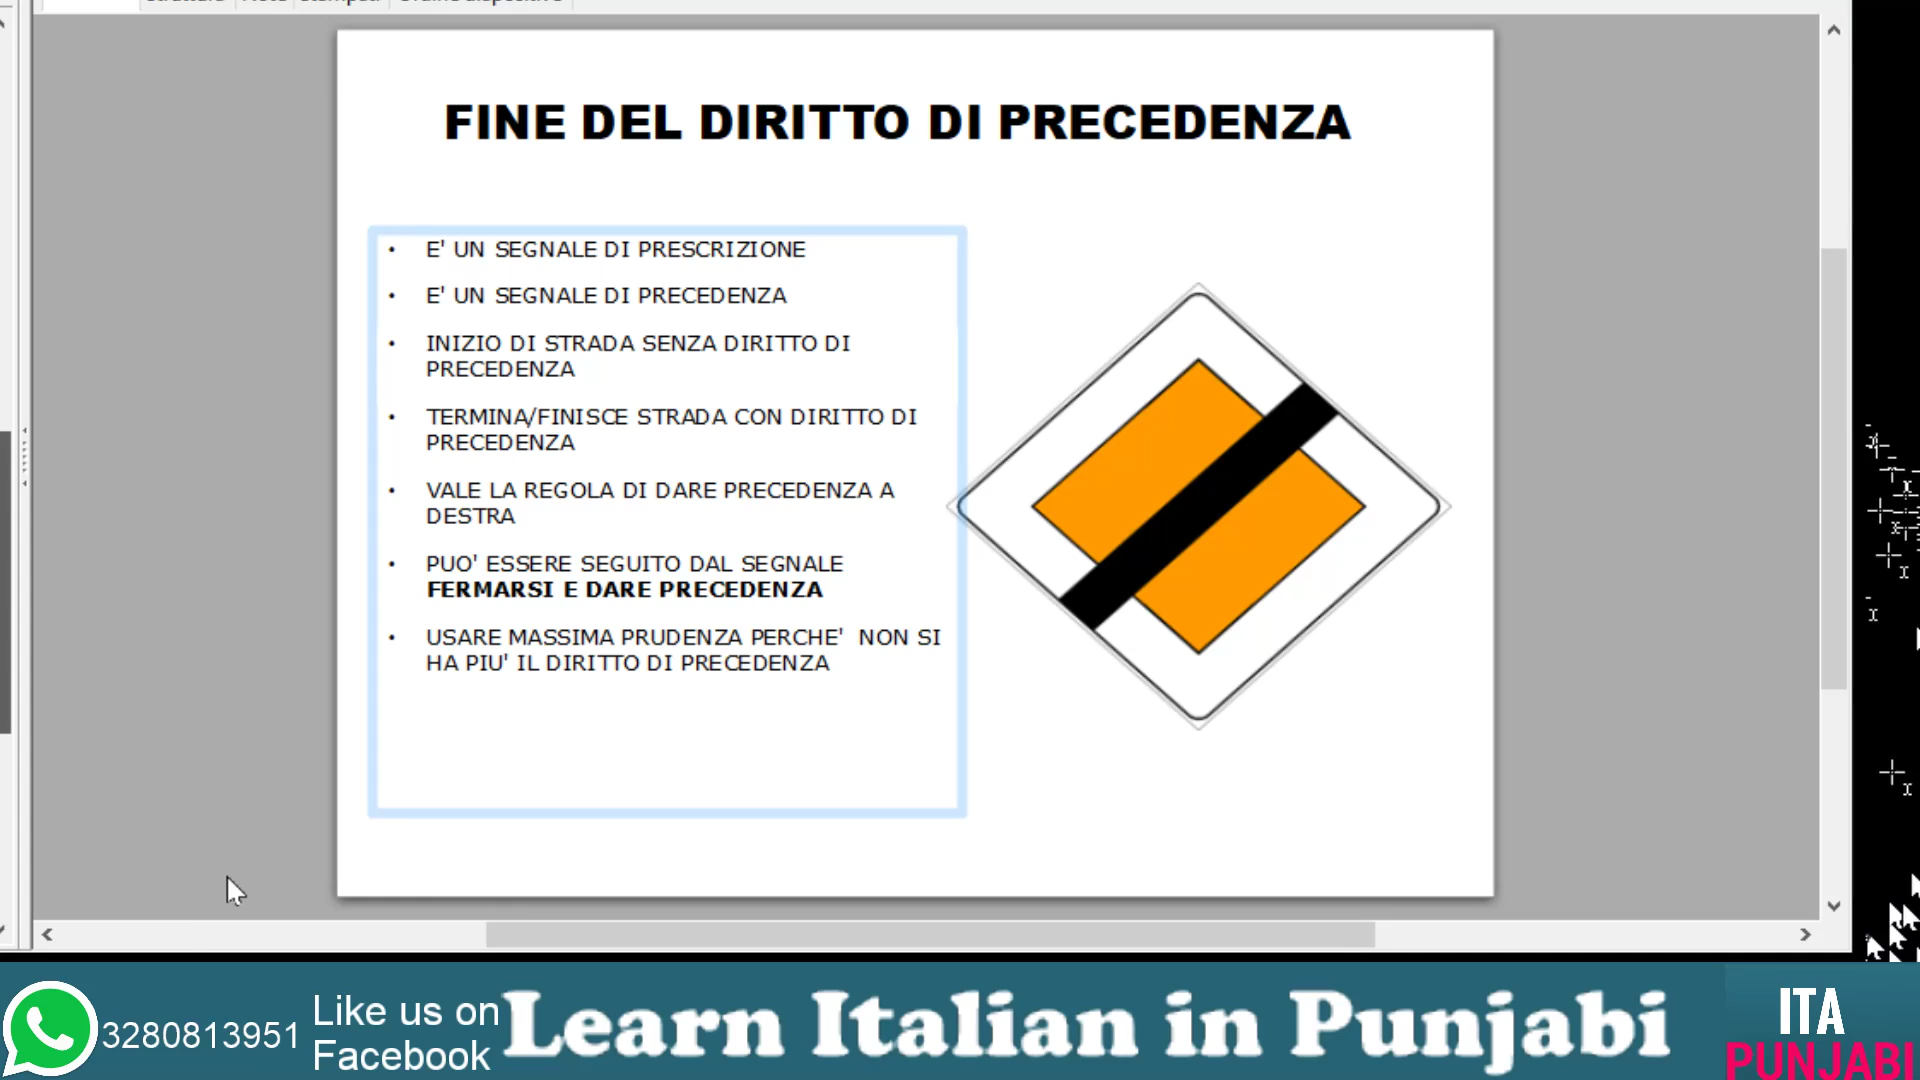 FINE DEL DIRITTO DI PRECEDENZA
• E' UN SEGNALE DI PRESCRIZIONE
• E' UN SEGNALE DI PRECEDENZA
• INIZIO DI STRADA SENZA DIRITTO DI
PRECEDENZA
• TERMINA/FINISCE STRADA CON DIRITTO DI
PRECEDENZA
• VALE LA REGOLA DI DARE PRECEDENZA A
DESTRA
• PUO' ESSERE SEGUITO DAL SEGNALE
FERMARSI E DARE PRECEDENZA
• USARE MASSIMA PRUDENZA PERCHE' NON SI
HA PIU' IL DIRITTO DI PRECEDENZA
3280813951
Like us on
Facebook
Learn Italian in Punjabi
ITA
PUNJABI